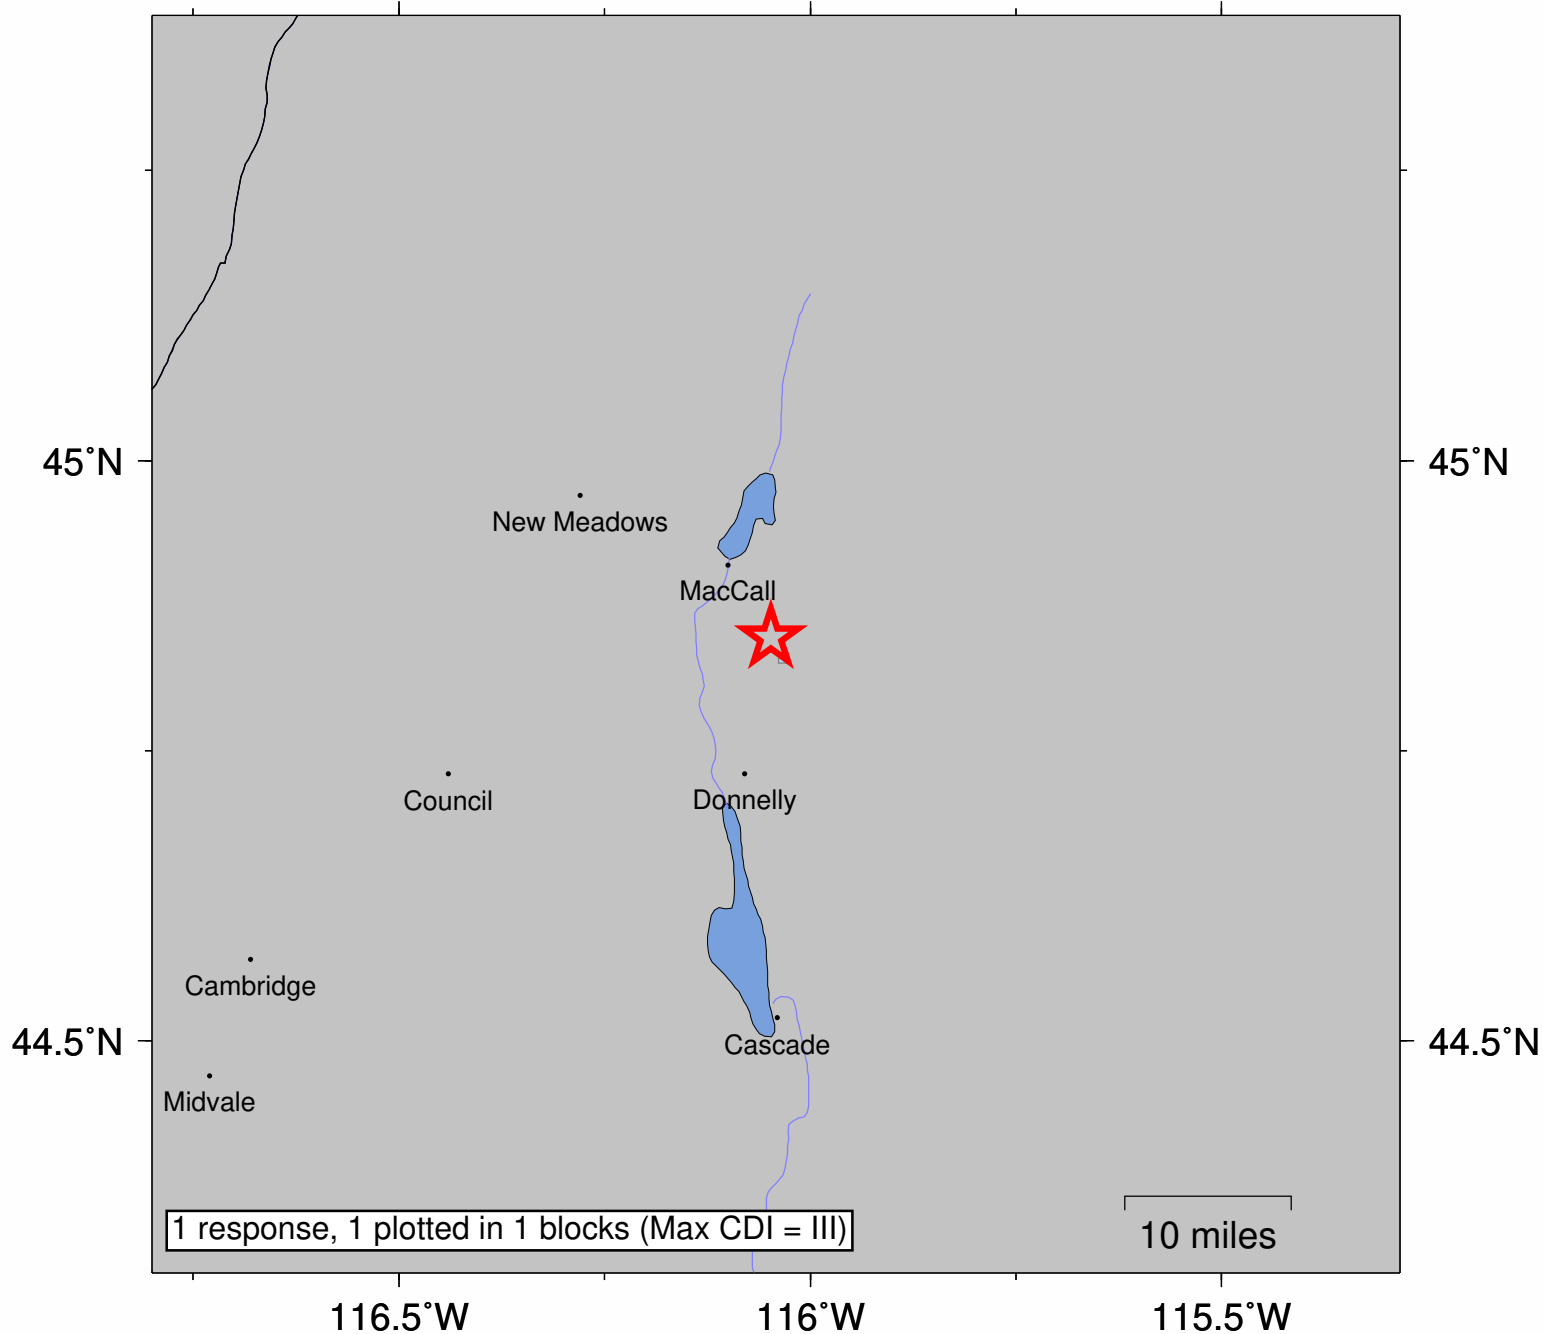 45°N
45°N
New Meadows
MacCall
Council
Donnelly
Cambridge
44.5°N
Cascade
44.5°N
Midvale
1 response, 1 plotted in 1 blocks (Max CDI = III)
10 miles
116.5°W
116°W
115.5°W